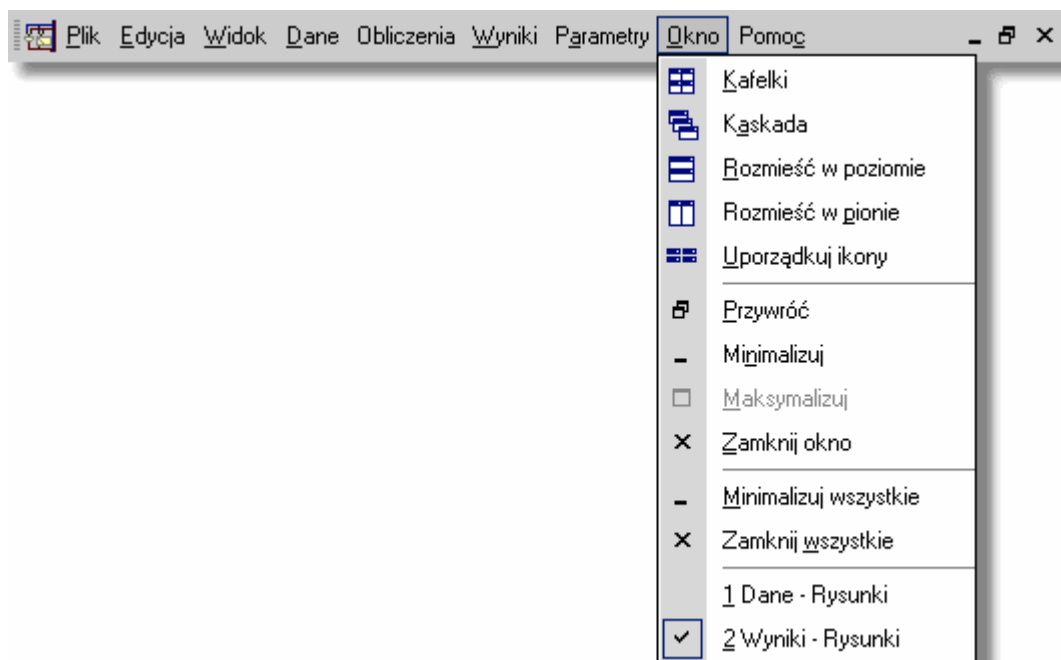 Plik Edycja Widok Dane Obliczenia Wyniki Parametry Okno Pomoc
Kafelki
Kaskada
Rozmieść w poziomie
Rozmieść w pionie
Uporządkuj ikony
Przywróć
Minimalizuj
Maksymalizuj
Zamknij okno
Minimalizuj wszystkie
Zamknij wszystkie
1 Dane - Rysunki
2 Wyniki - Rysunki